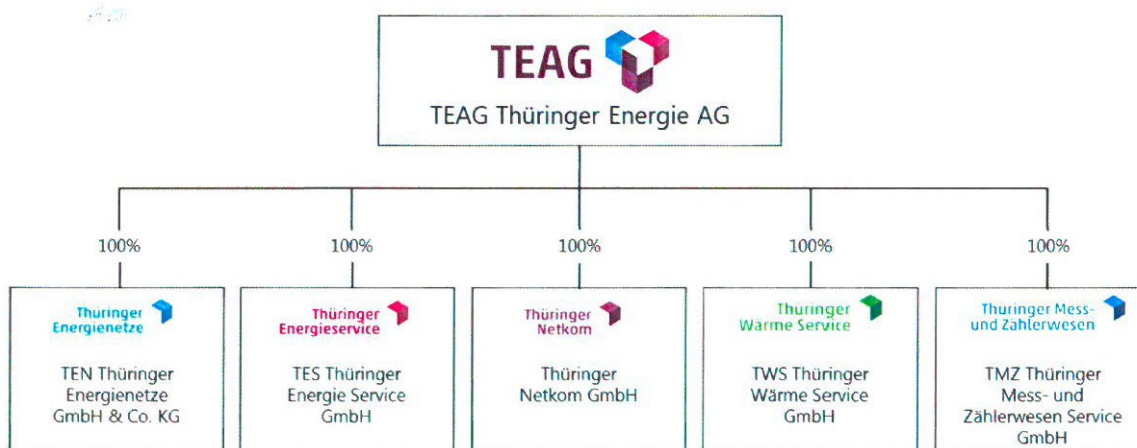 TEAG
TEAG Thüringer Energie AG
100%
100%
100%
100%
100%
Thüringer
Energienetze
TEN Thüringer
Energienetze
GmbH & Co. KG
Thüringer
Energieservice
TES Thüringer
Energie Service
GmbH
Thüringer
Netkom
Thüringer
Netkom GmbH
Thüringer
Wärme Service
TWS Thüringer
Wärme Service
GmbH
Thüringer Mess-
und Zählerwesen
TMZ Thüringer
Mess- und
Zählerwesen Service
GmbH